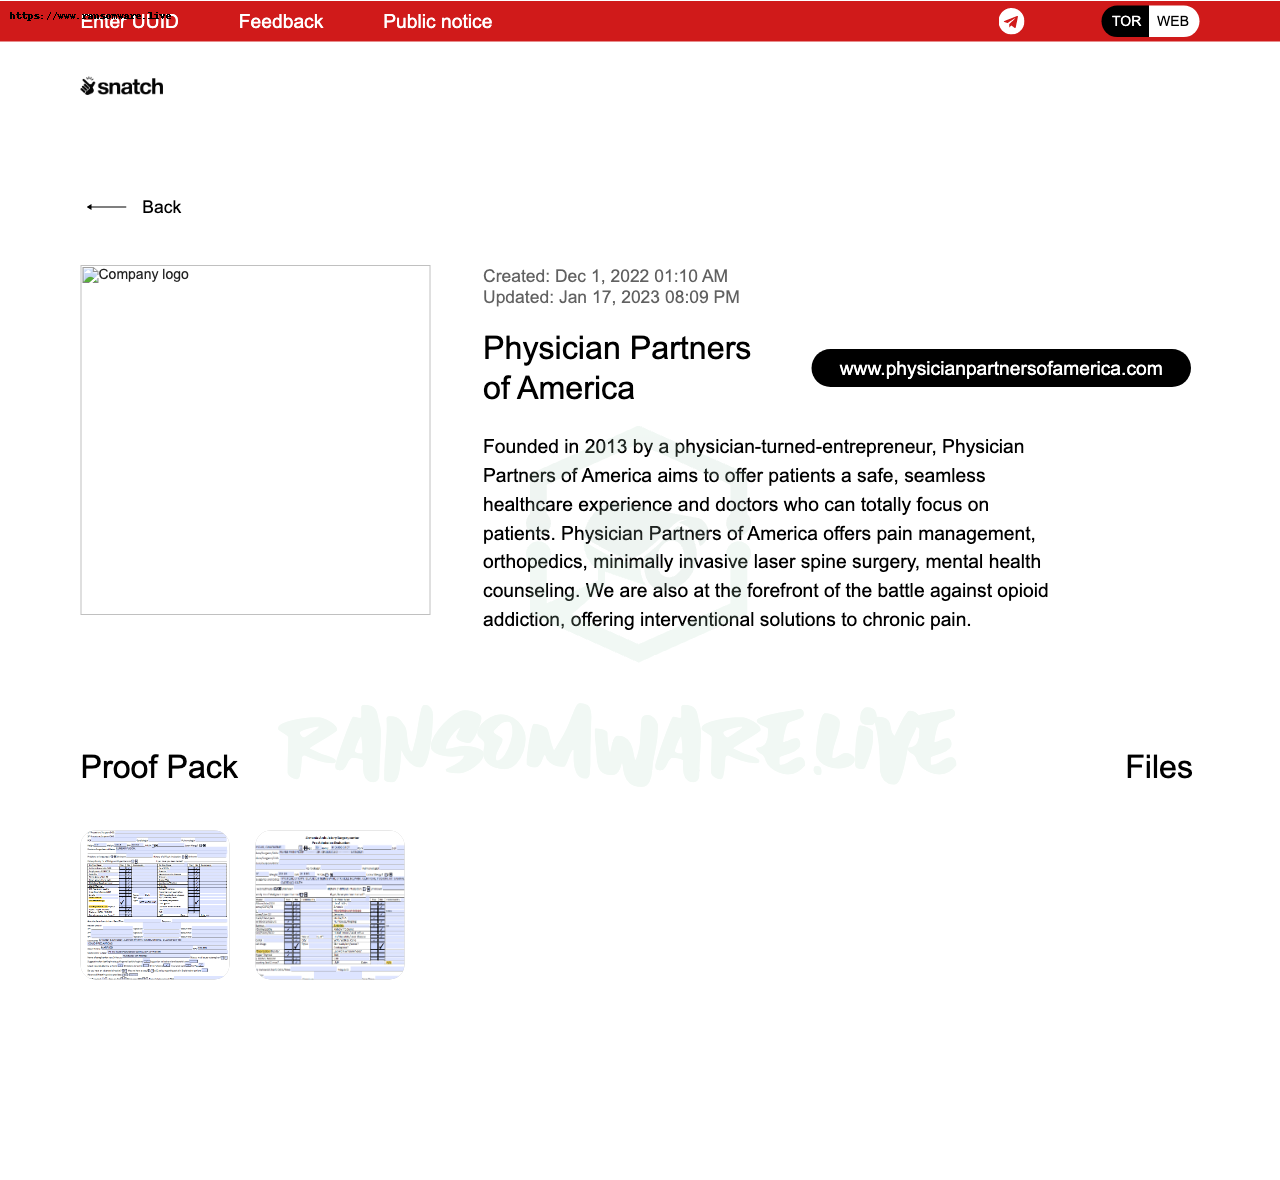 https://www.ransomware.live
Enter UUID Feedback Public notice TOR WEB
snatch
Back
Company logo
Created: Dec 1, 2022 01:10 AM
Updated: Jan 17, 2023 08:09 PM
Physician Partners
of America
www.physicianpartnersofamerica.com
Founded in 2013 by a physician-turned-entrepreneur, Physician
Partners of America aims to offer patients a safe, seamless
healthcare experience and doctors who can totally focus on
patients. Physician Partners of America offers pain management,
orthopedics, minimally invasive laser spine surgery, mental health
counseling. We are also at the forefront of the battle against opioid
addiction, offering interventional solutions to chronic pain.
RANSOMWARE.LIVE
Proof Pack Files